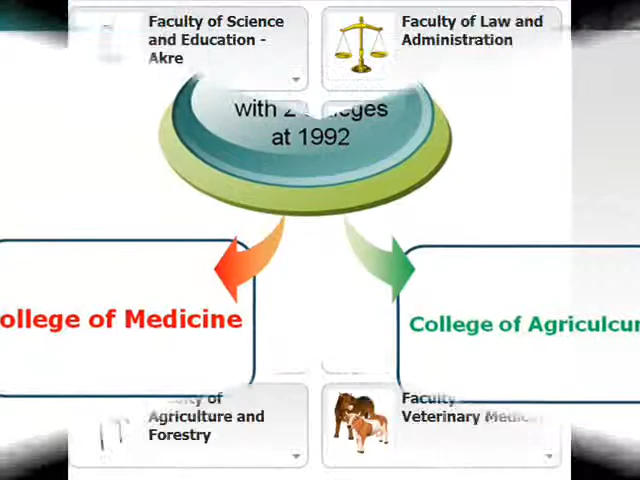 Faculty of Science
and Education -
Akre
Faculty of Law and
Administration
with 2
at 1992
ollege of Medicine
College of Agriculcu
of
Agriculture and
Forestry
Faculty
Veterinary